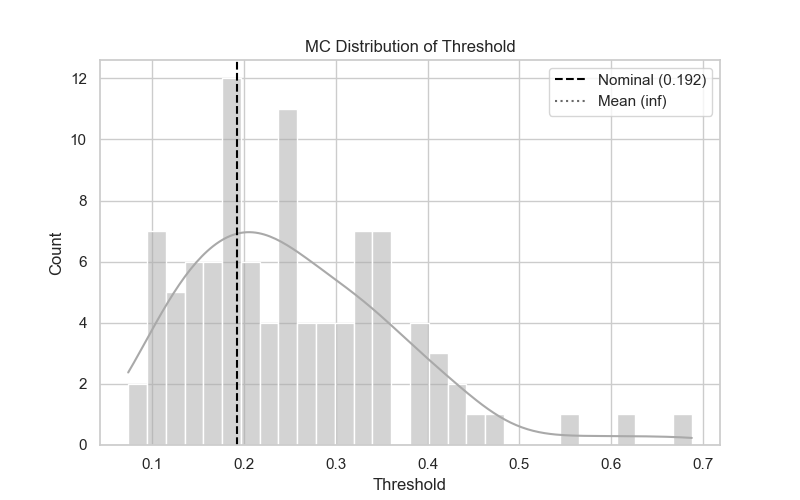 MC Distribution of Threshold
Nominal (0.192)
Mean (inf)
Count
12
10
8
6
4
2
0
0.1 0.2 0.3 0.4 0.5 0.6 0.7
Threshold